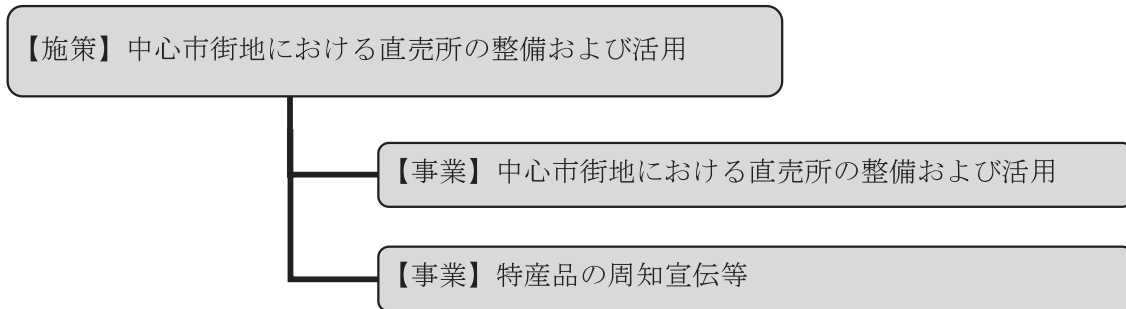 【施策】中心市街地における直売所の整備および活用
【事業】中心市街地における直売所の整備および活用
【事業】特産品の周知宣伝等